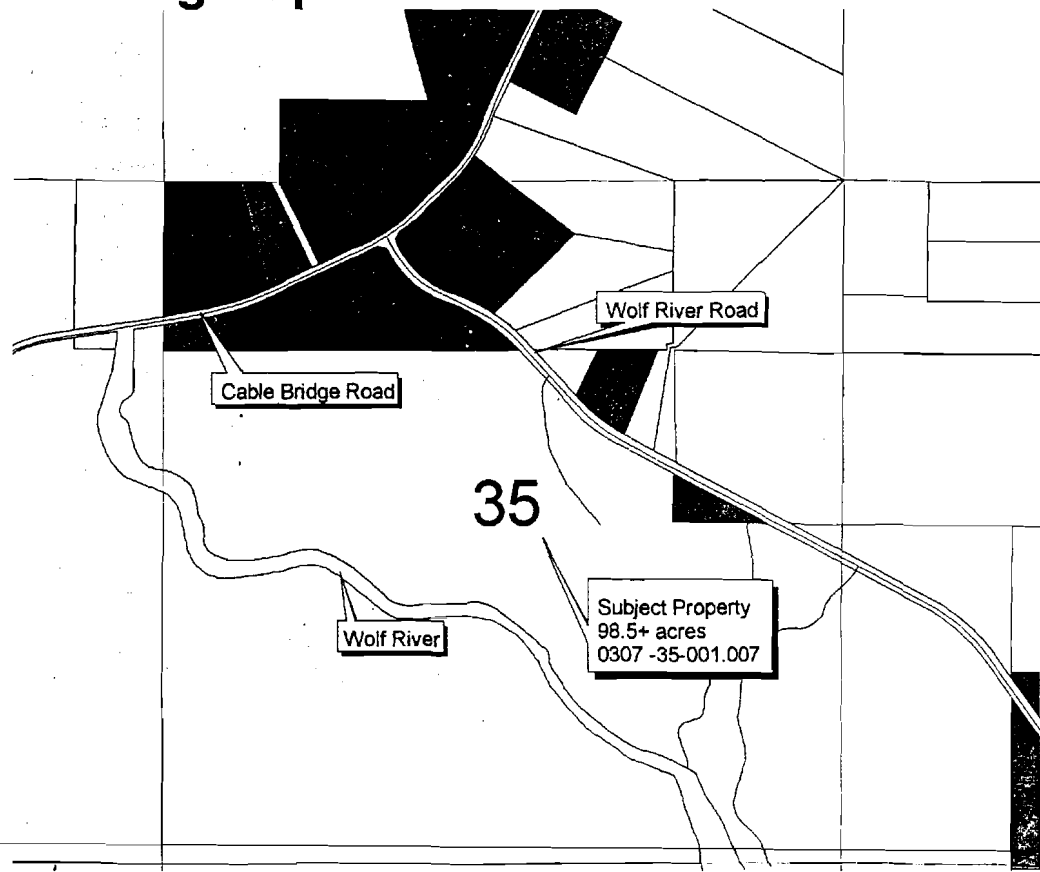 Wolf River Road
Cable Bridge Road
35
Subject Property
98.5+ acres
0307 -35-001.007
Wolf River